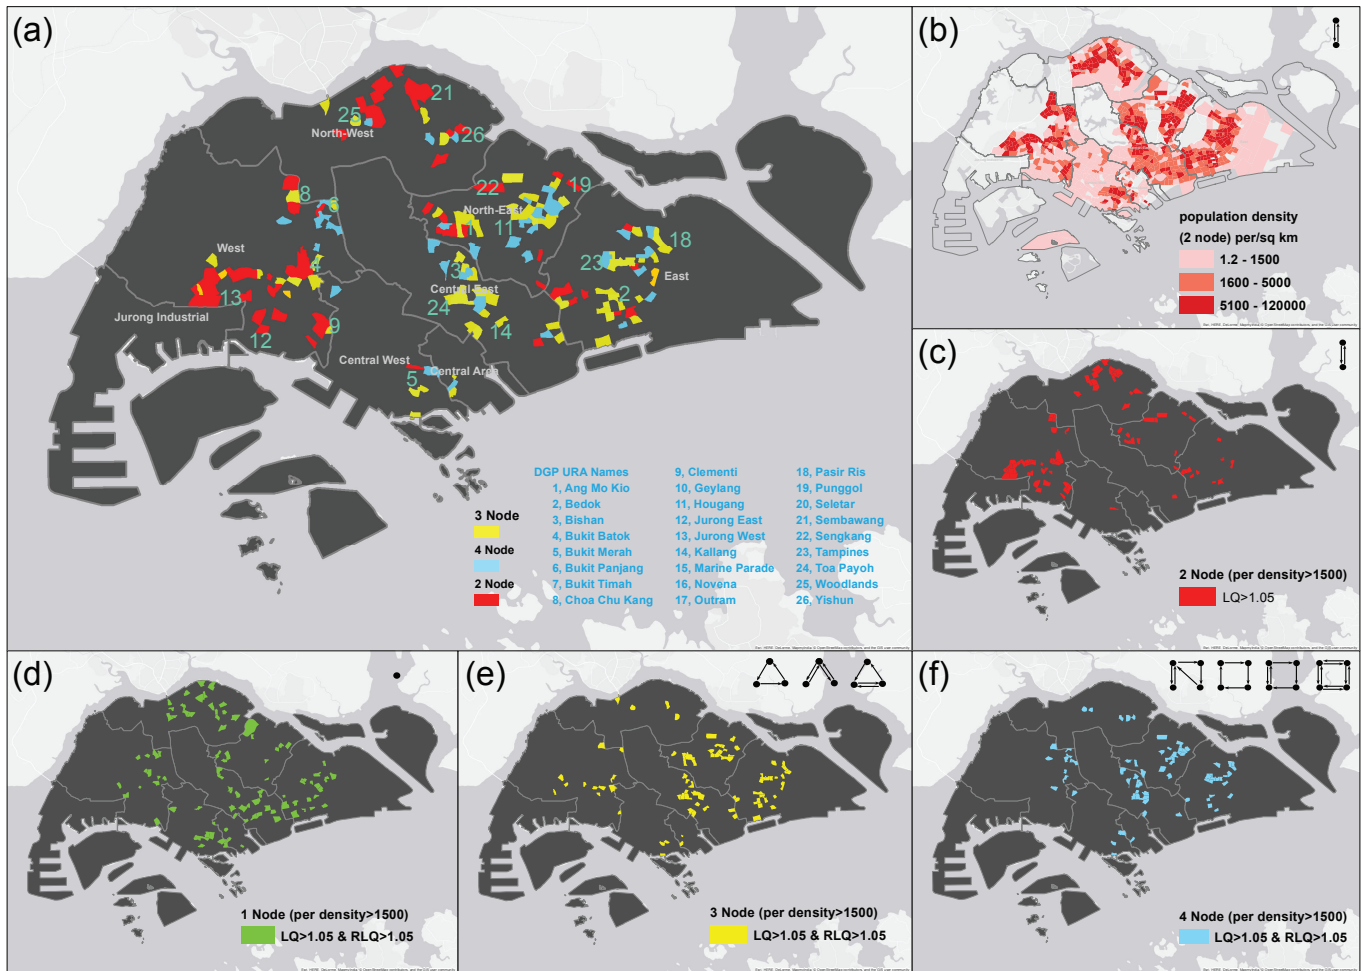 (a)
21
25
North-West
26
8
6
22
19
North-East
1
11
West
4
13
Jurong Industrial
12
9
3
Central East
24
14
23
18
East
2
Central West
5
Central Area
DGP URA Names
1, Ang Mo Kio
2, Bedok
3, Bishan
4, Bukit Batok
5, Bukit Merah
6, Bukit Panjang
7, Bukit Timah
8, Choa Chu Kang
9, Clementi
10, Geylang
11, Hougang
12, Jurong East
13, Jurong West
14, Kallang
15, Marine Parade
16, Novena
17, Outram
18, Pasir Ris
19, Punggol
20, Seletar
21, Sembawang
22, Sengkang
23, Tampines
24, Toa Payoh
25, Woodlands
26, Yishun
3 Node
4 Node
2 Node
(b)
population density
(2 node) per/sq km
1.2 - 1500
1600 - 5000
5100 - 120000
(c)
2 Node (per density>1500)
LQ>1.05
(d)
1 Node (per density>1500)
LQ>1.05 & RLQ>1.05
(e)
3 Node (per density>1500)
LQ>1.05 & RLQ>1.05
(f)
4 Node (per density>1500)
LQ>1.05 & RLQ>1.05